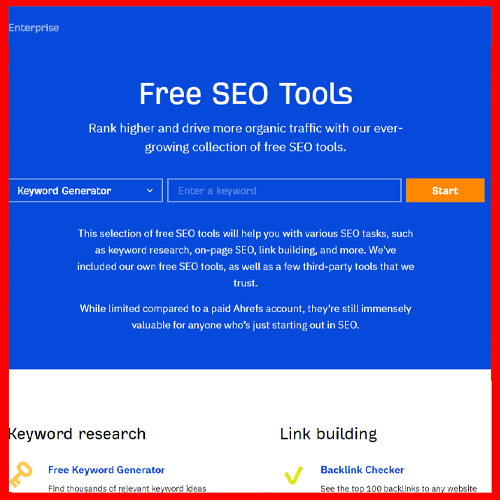 Enterprise
Free SEO Tools
Rank higher and drive more organic traffic with our ever-
growing collection of free SEO tools.
Keyword Generator Enter a keyword Start
This selection of free SEO tools will help you with various SEO tasks, such
as keyword research, on-page SEO, link building, and more. We've
included our own free SEO tools, as well as a few third-party tools that we
trust.
While limited compared to a paid Ahrefs account, they're still immensely
valuable for anyone who's just starting out in SEO.
Keyword research Link building
Free Keyword Generator Backlink Checker
Find thousands of relevant keyword ideas See the top 100 backlinks to any website